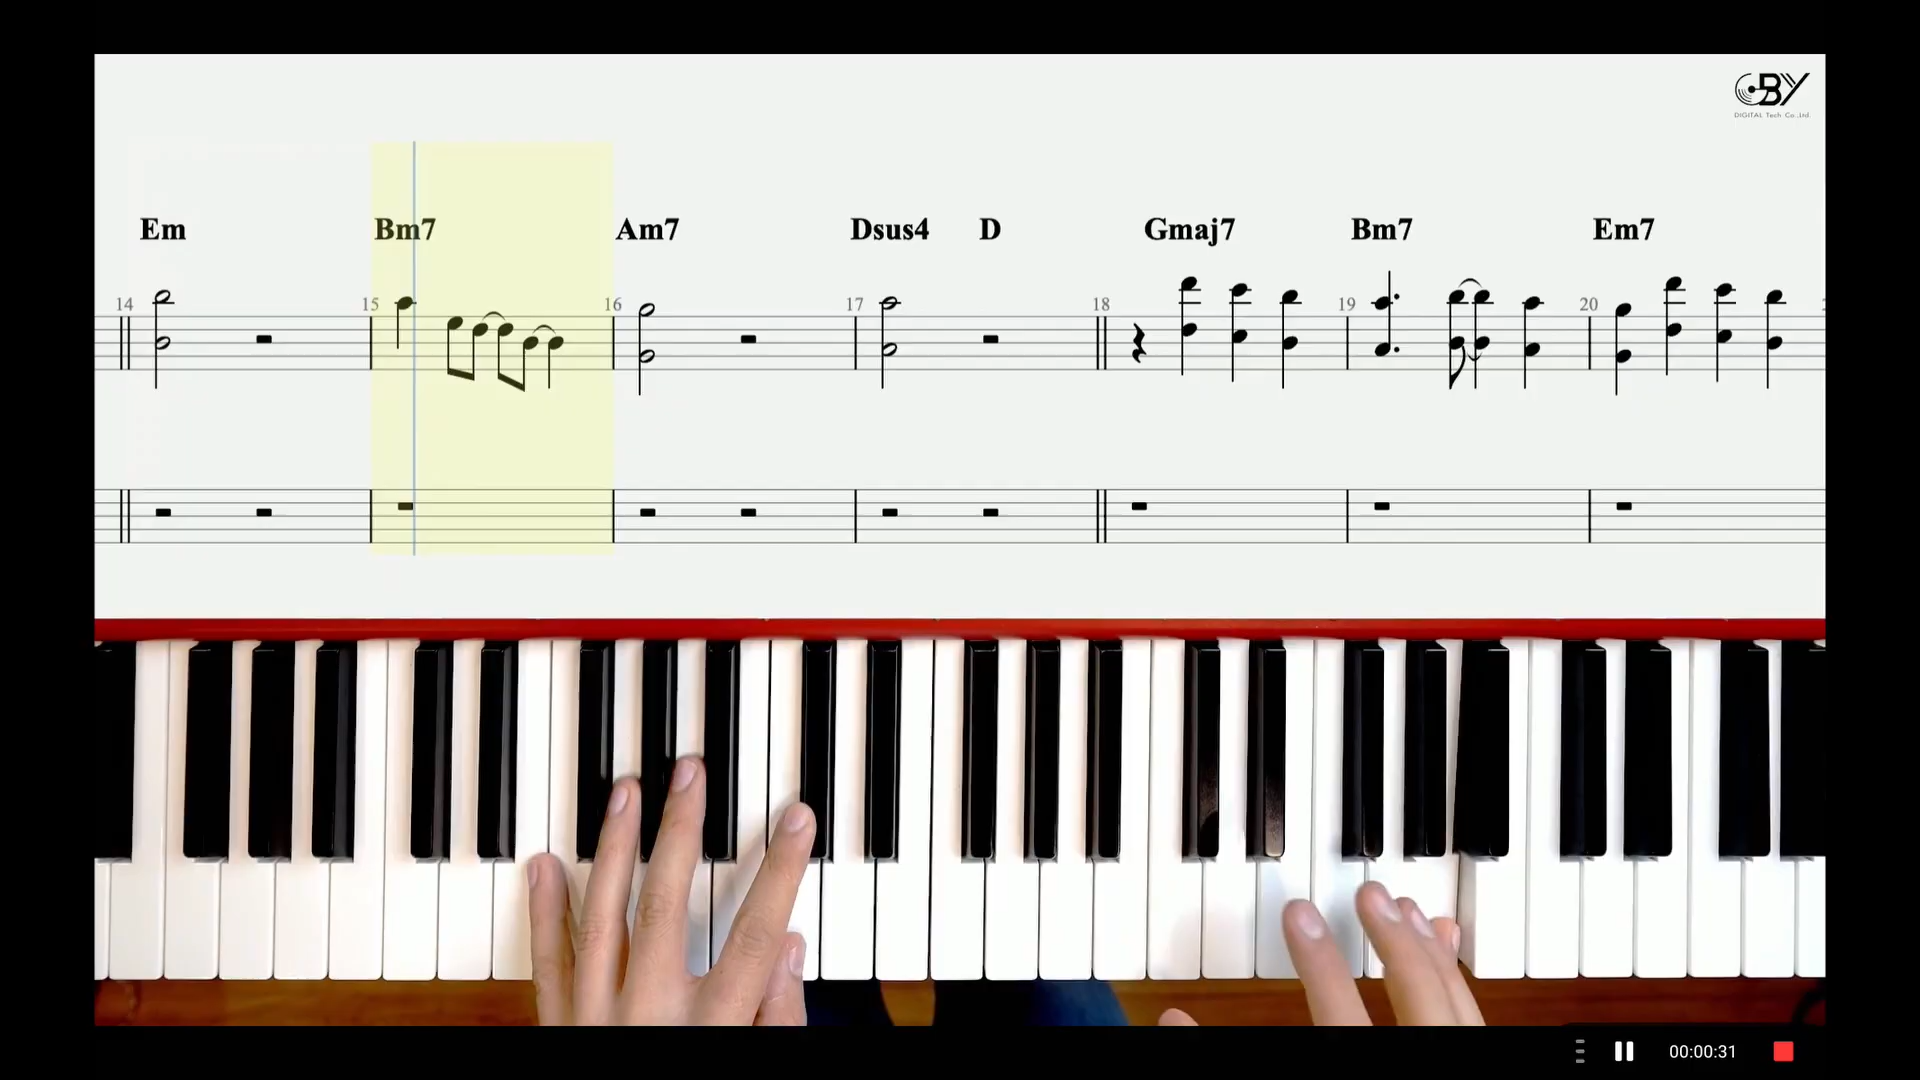 GBY
DIGITAL Tech Co.,Ltd.
Em Bm7 Am7 Dsus4 D Gmaj7 Bm7 Em7
14 15 16 17 18 19 20
00:00:31